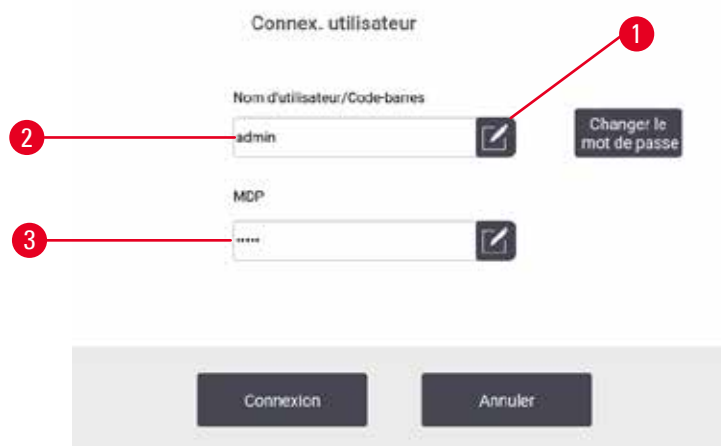 Connex. utilisateur
1
Nom d'utilisateur/Code-barres
2
admin
Changer le
mot de passe
MDP
3
•••••
Connexion
Annuler